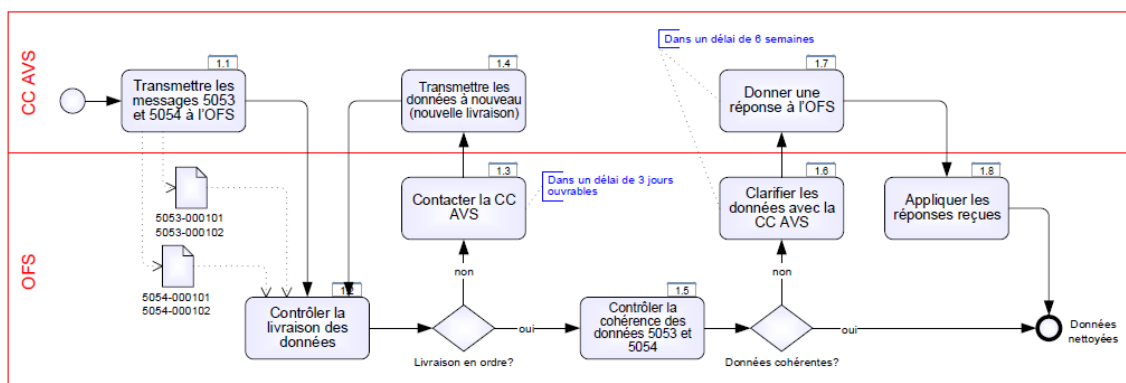 CC AVS
1.1
Transmettre les
messages 5053
et 5054 à l'OFS
1.4
Transmettre les
données à nouveau
(nouvelle livraison)
Dans un délai de 6 semaines
1.7
Donner une
réponse à l'OFS
OFS
5053-000101
5053-000102
5054-000101
5054-000102
1.3
Contacter la CC
AVS
Dans un délai de 3 jours
ouvrables
1.6
Clarifier les
données avec la
CC AVS
1.8
Appliquer les
réponses reçues
non
non
1.2
Contrôler la
livraison des
données
Livraison en ordre?
oui
1.5
Contrôler la
cohérence des
données 5053 et
5054
Données cohérentes?
oui
Données
nettoyées